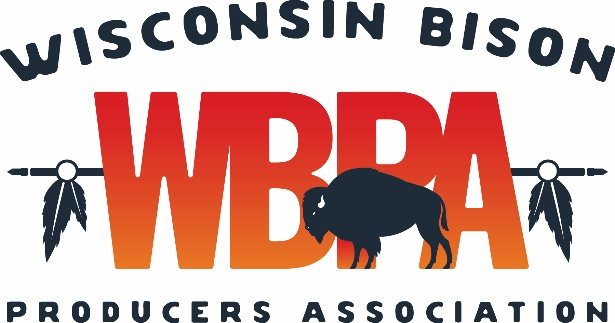 WISCONSIN BISON
WBPA
PRODUCERS ASSOCIATION